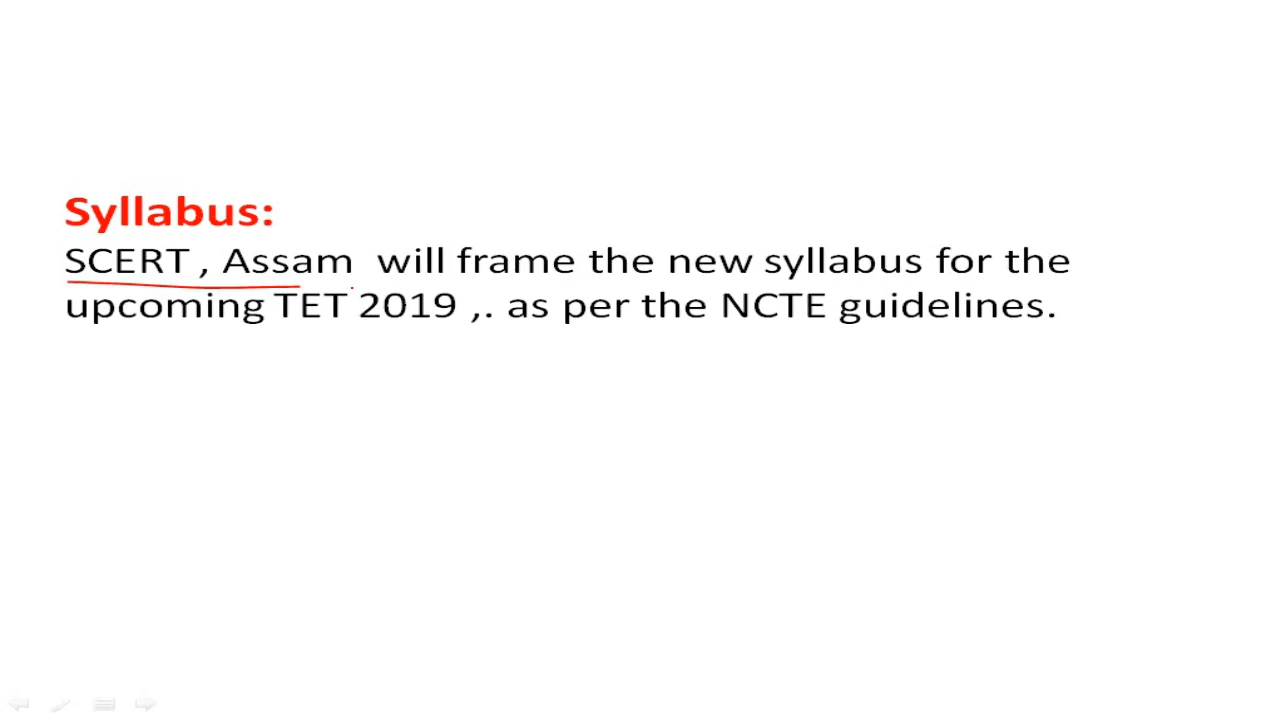 Syllabus:
SCERT , Assam  will frame the new syllabus for the
upcoming TET 2019 ,. as per the NCTE guidelines.